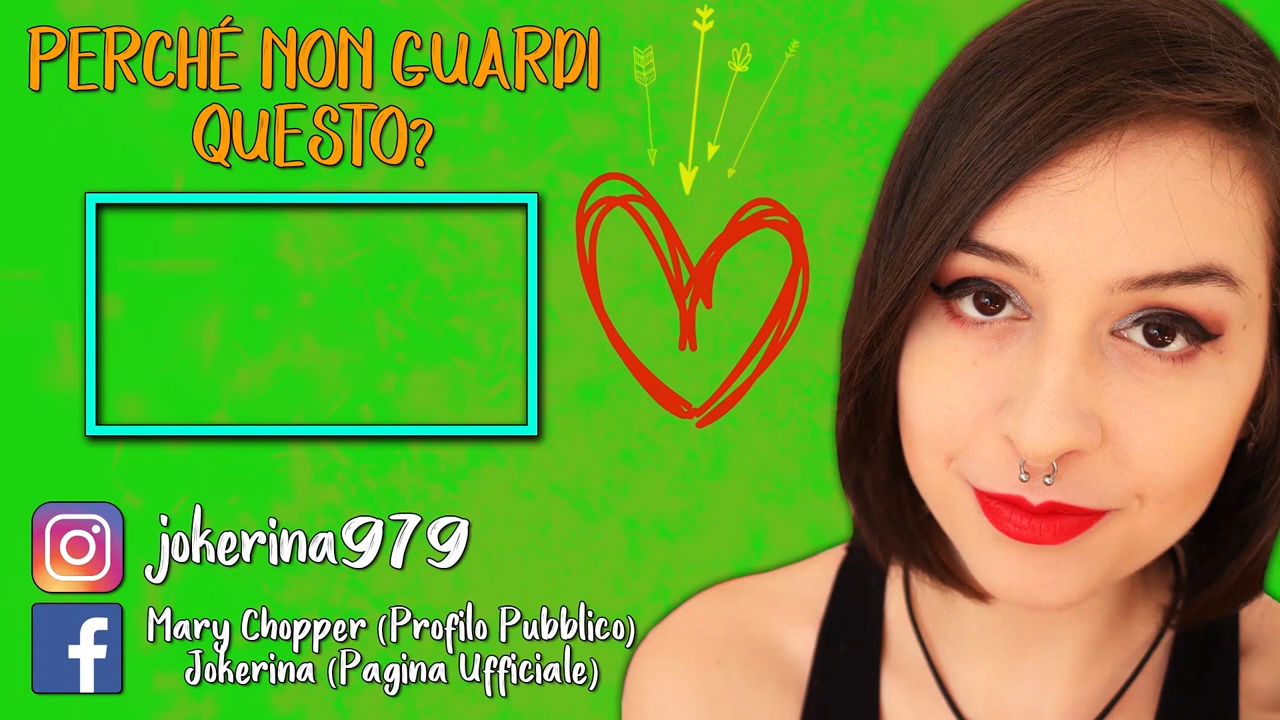 PERCHÉ NON GUARDI
QUESTO?
jokerina979
Mary Chopper (Profilo Pubblico)
Jokerina (Pagina Ufficiale)